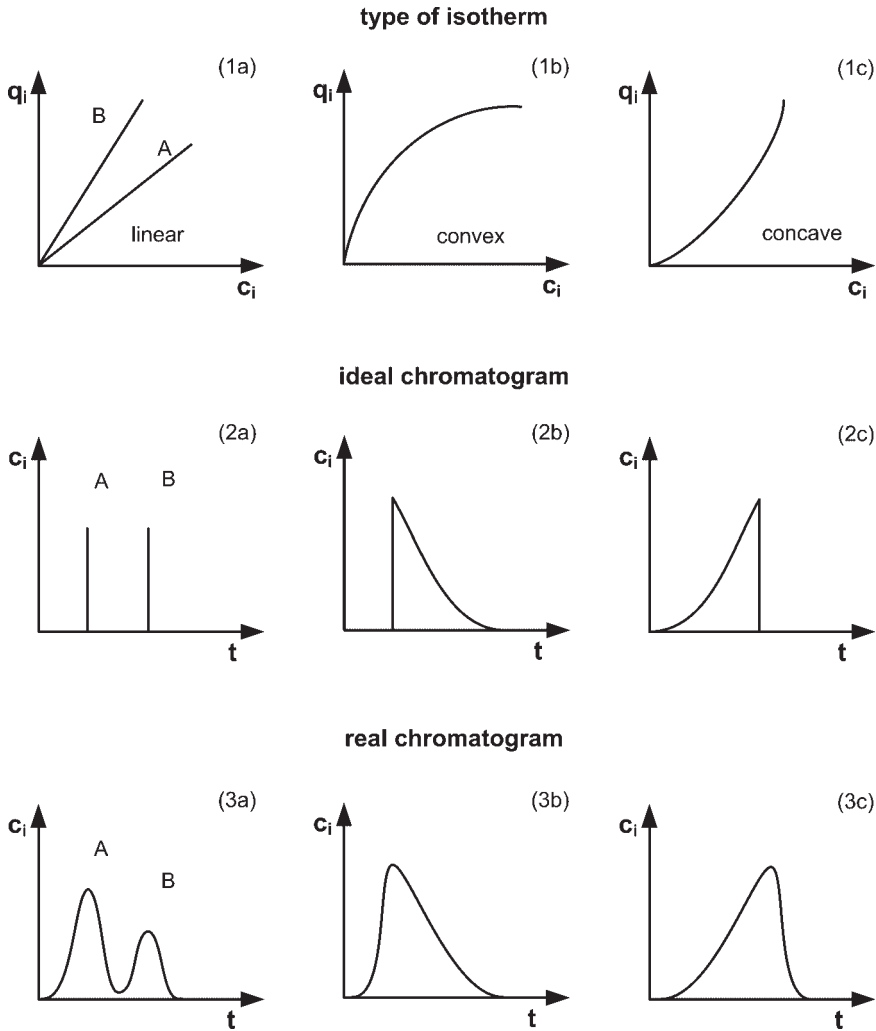 type of isotherm
(1a) (1b) (1c)
qi qi qi
B
A
linear convex concave
ci ci ci
ideal chromatogram
(2a) (2b) (2c)
ci ci ci
A B
t t t
real chromatogram
(3a) (3b) (3c)
ci ci ci
A
B
t t t